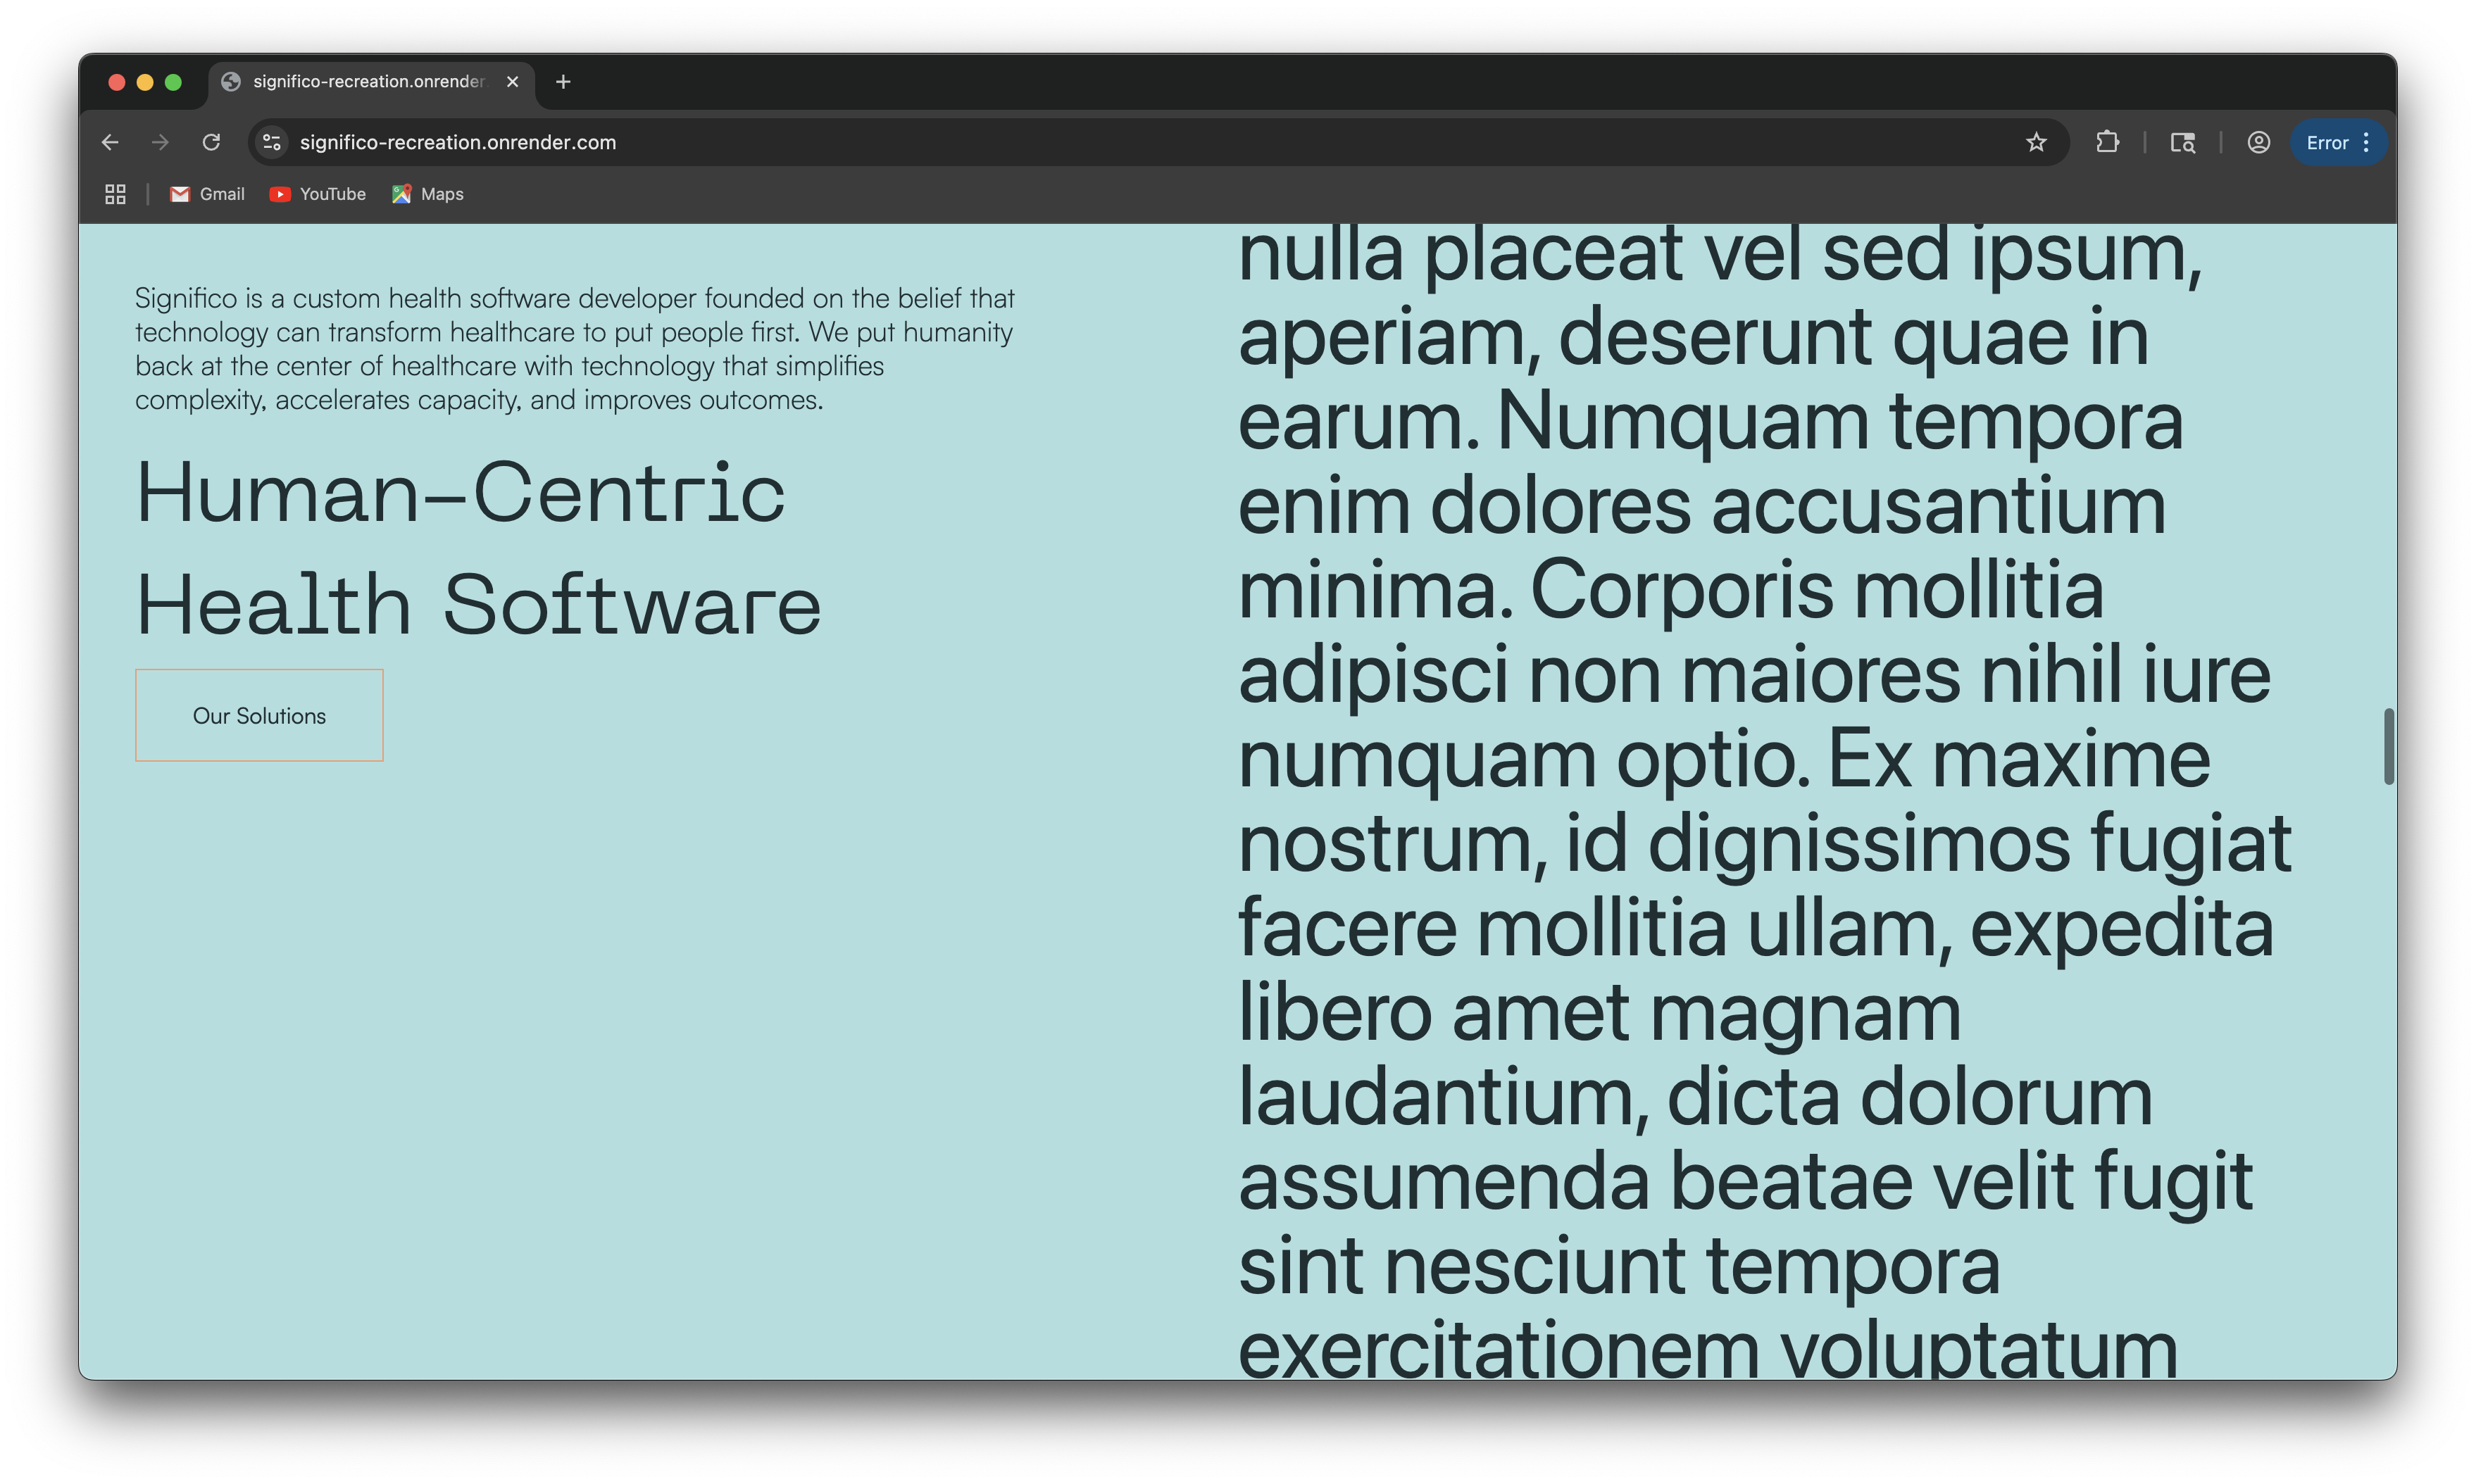 significo-recreation.onrender
significo-recreation.onrender.com
Error
Gmail
YouTube
Maps
Significo is a custom health software developer founded on the belief that
technology can transform healthcare to put people first. We put humanity
back at the center of healthcare with technology that simplifies
complexity, accelerates capacity, and improves outcomes.
Human-Centric
Health Software
Our Solutions
nulla placeat vel sed ipsum,
aperiam, deserunt quae in
earum. Numquam tempora
enim dolores accusantium
minima. Corporis mollitia
adipisci non maiores nihil iure
numquam optio. Ex maxime
nostrum, id dignissimos fugiat
facere mollitia ullam, expedita
libero amet magnam
laudantium, dicta dolorum
assumenda beatae velit fugit
sint nesciunt tempora
exercitationem voluptatum